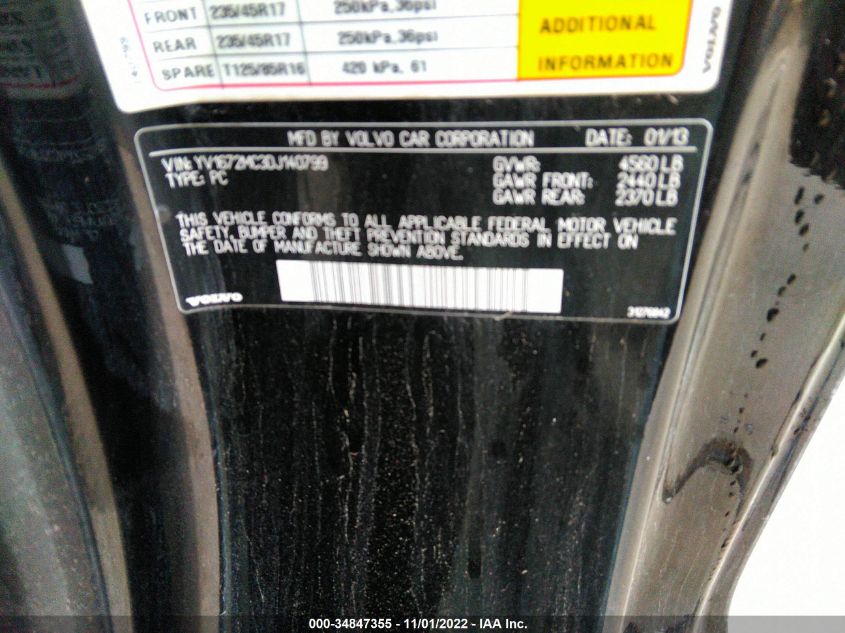 FRONT 235/45R17 250kPa, 36psi
REAR 235/45R17 250kPa, 36psi
SPARE T125/85R16 420 kPa, 61
ADDITIONAL
INFORMATION
VOLVO
MFD BY VOLVO CAR CORPORATION DATE: 01/13
VIN: YV1672MC3DJ140799 GVWR: 4560 LB
TYPE: PC GAWR FRONT: 2440 LB
GAWR REAR: 2370 LB
THIS VEHICLE CONFORMS TO ALL APPLICABLE FEDERAL MOTOR VEHICLE
SAFETY, BUMPER AND THEFT PREVENTION STANDARDS IN EFFECT ON
THE DATE OF MANUFACTURE SHOWN ABOVE.
VOLVO
31276842
000-34847355 - 11/01/2022 - IAA Inc.